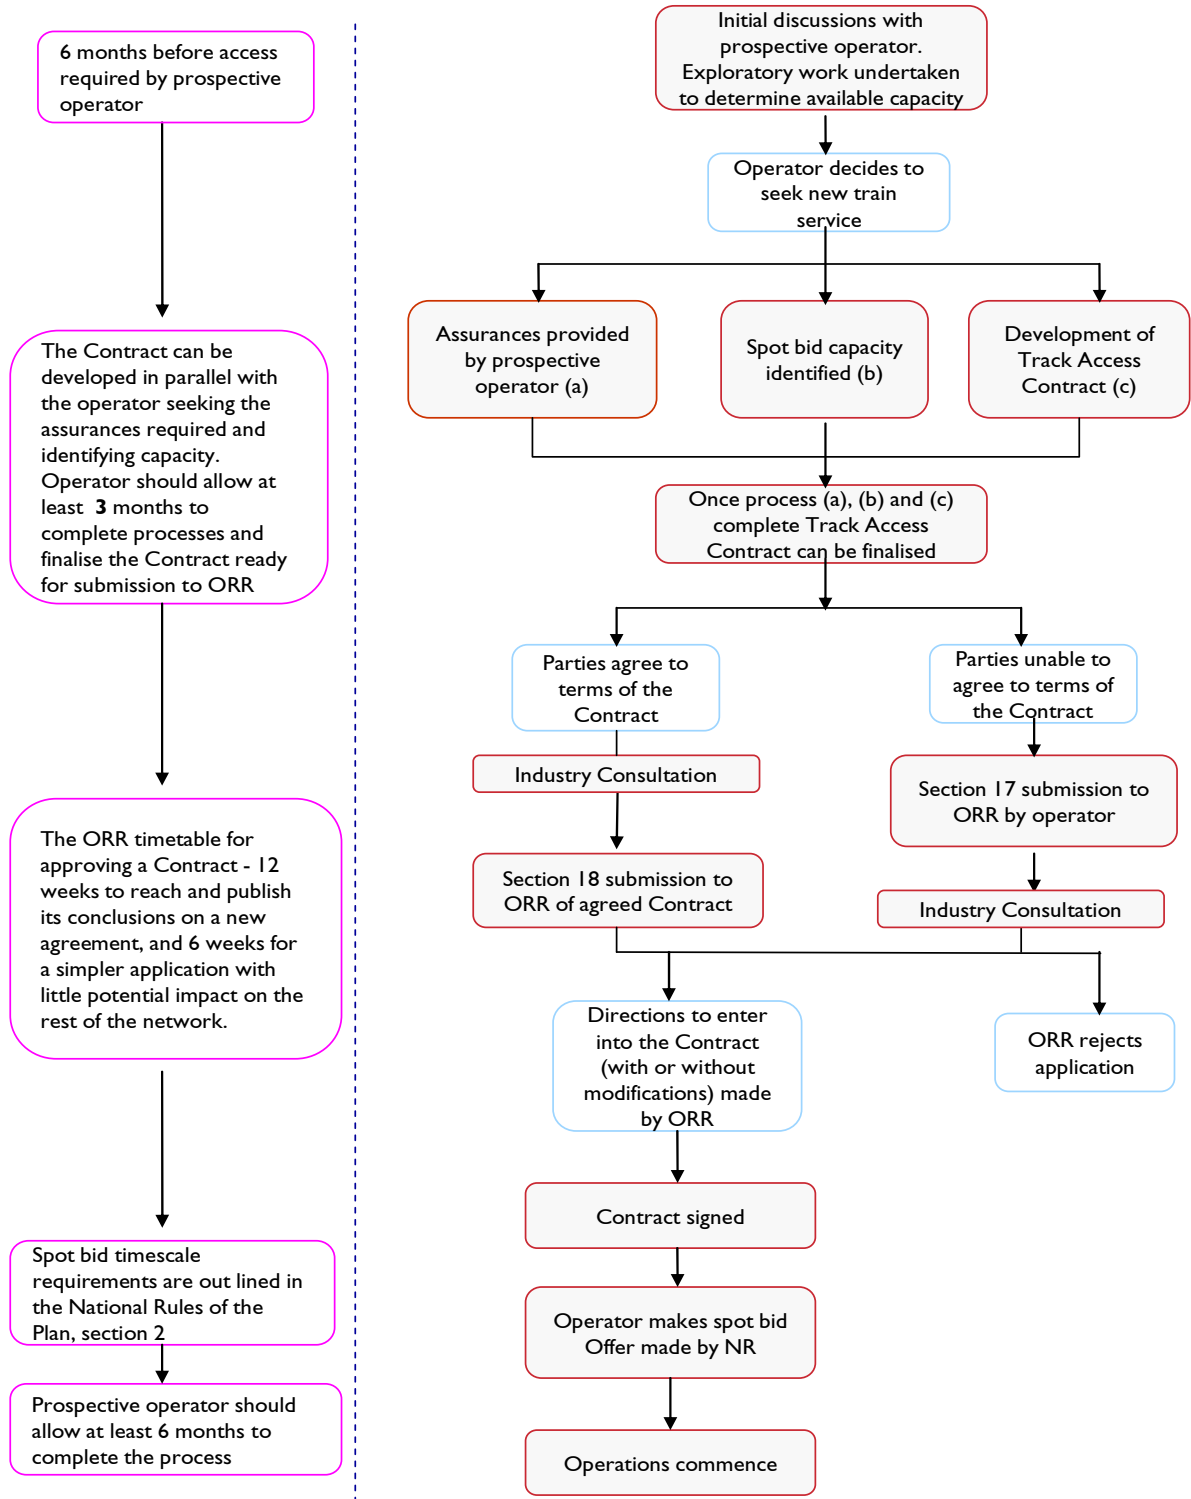 6 months before access
required by prospective
operator
The Contract can be
developed in parallel with
the operator seeking the
assurances required and
identifying capacity.
Operator should allow at
least 3 months to
complete processes and
finalise the Contract ready
for submission to ORR
The ORR timetable for
approving a Contract - 12
weeks to reach and publish
its conclusions on a new
agreement, and 6 weeks for
a simpler application with
little potential impact on the
rest of the network.
Spot bid timescale
requirements are out lined in
the National Rules of the
Plan, section 2
Prospective operator should
allow at least 6 months to
complete the process
Initial discussions with
prospective operator.
Exploratory work undertaken
to determine available capacity
Operator decides to
seek new train
service
Assurances provided
by prospective
operator (a)
Spot bid capacity
identified (b)
Development of
Track Access
Contract (c)
Once process (a), (b) and (c)
complete Track Access
Contract can be finalised
Parties agree to
terms of the
Contract
Parties unable to
agree to terms of
the Contract
Industry Consultation
Section 17 submission to
ORR by operator
Section 18 submission to
ORR of agreed Contract
Industry Consultation
Directions to enter
into the Contract
(with or without
modifications) made
by ORR
ORR rejects
application
Contract signed
Operator makes spot bid
Offer made by NR
Operations commence